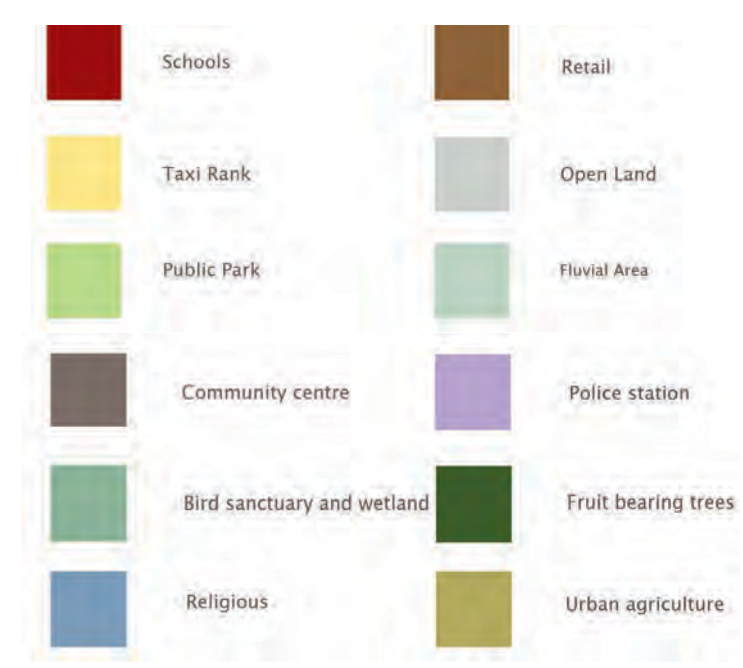 Schools
Retail
Taxi Rank
Open Land
Public Park
Fluvial Area
Community centre
Police station
Bird sanctuary and wetland
Fruit bearing trees
Religious
Urban agriculture